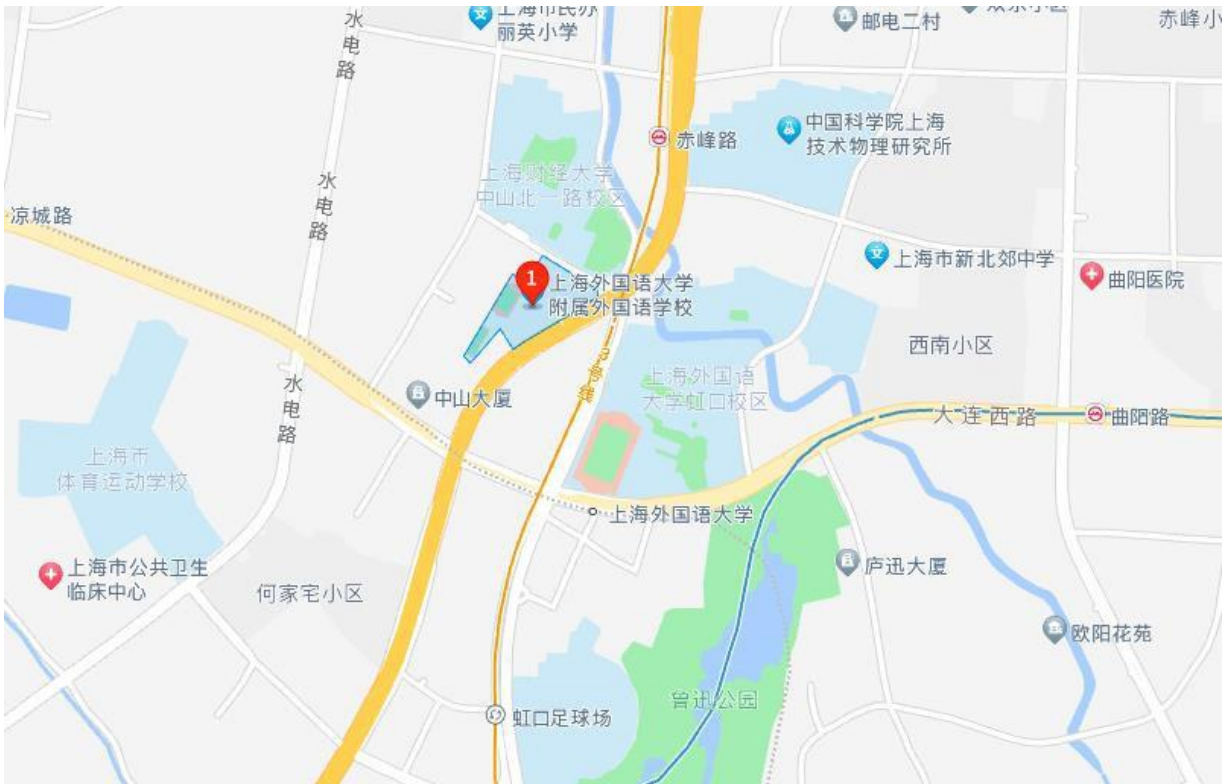 上海市民办
丽英小学
邮电二村
赤峰小
水电路
赤峰路
中国科学院上海
技术物理研究所
上海财经大学
中山北一路校区
水电路
凉城路
上海市新北郊中学
曲阳医院
1
上海外国语大学
附属外国语学校
西南小区
3号线
上海外国语
大学虹口校区
中山大厦
水电路
大连西路
曲阳路
上海市
体育运动学校
上海外国语大学
上海市公共卫生
临床中心
何家宅小区
庐迅大厦
欧阳花苑
鲁迅公园
虹口足球场